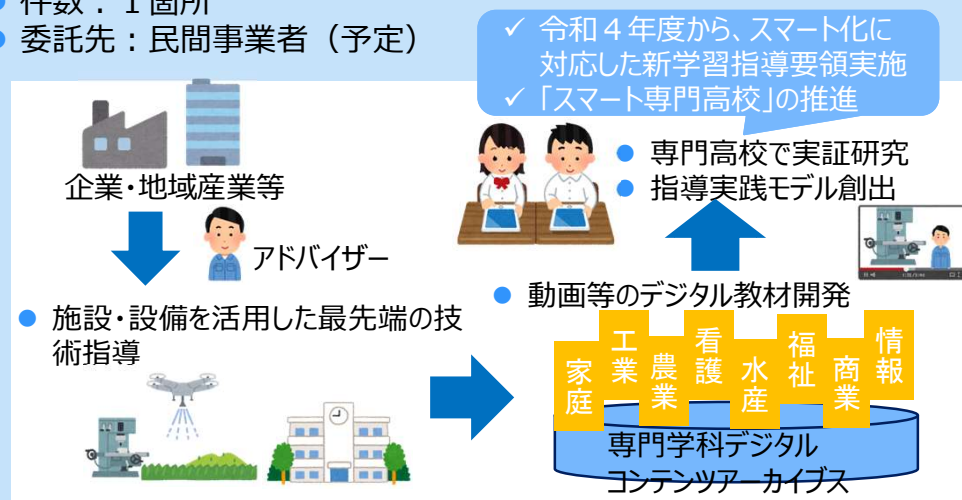 件数：１箇所
委託先：民間事業者（予定）
✓ 令和４年度から、スマート化に
対応した新学習指導要領実施
✓ 「スマート専門高校」の推進
企業・地域産業等
アドバイザー
● 施設・設備を活用した最先端の技
術指導
● 専門高校で実証研究
● 指導実践モデル創出
● 動画等のデジタル教材開発
家庭
工業
農業
看護
水産
福祉
商業
情報
専門学科デジタル
コンテンツアーカイブス